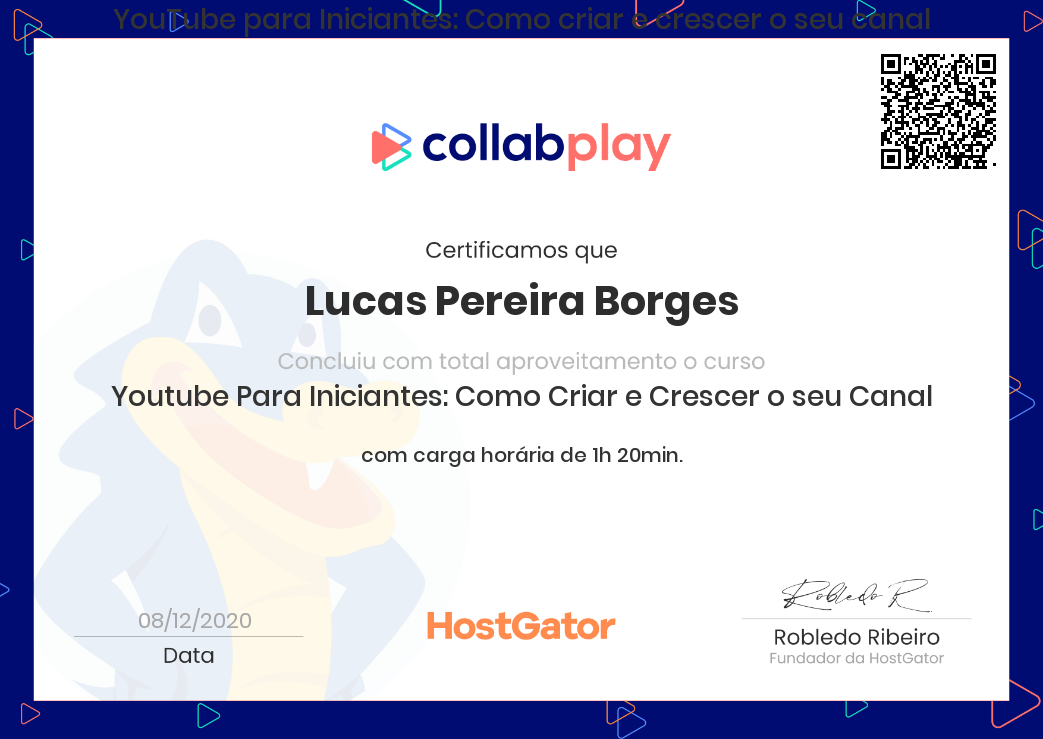 YouTube para Iniciantes: Como criar e crescer o seu canal
collabplay
Certificamos que
Lucas Pereira Borges
Concluiu com total aproveitamento o curso
Youtube Para Iniciantes: Como Criar e Crescer o seu Canal
com carga horária de 1h 20min.
08/12/2020
Data
HostGator
Robledo R.
Robledo Ribeiro
Fundador da HostGator